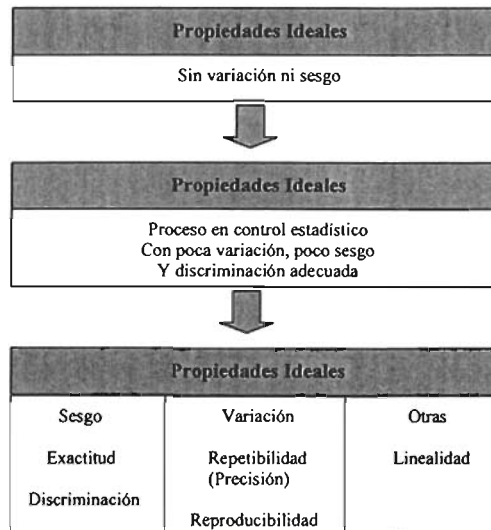 Propiedades Ideales
Sin variación ni sesgo
Propiedades Ideales
Proceso en control estadístico
Con poca variación, poco sesgo
Y discriminación adecuada
Propiedades Ideales
Sesgo
Exactitud
Discriminación
Variación
Repetibilidad
(Precisión)
Reproducibilidad
Otras
Linealidad